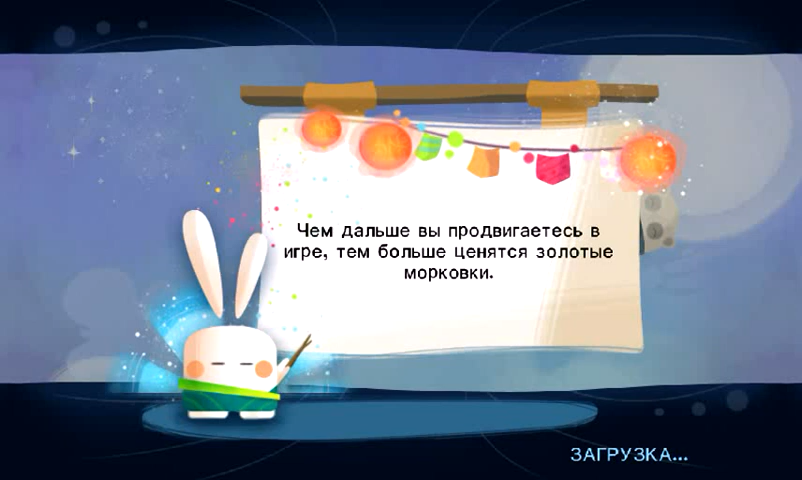 Чем дальше вы продвигаетесь в
игре, тем больше ценятся золотые
морковки.
ЗАГРУЗКА...